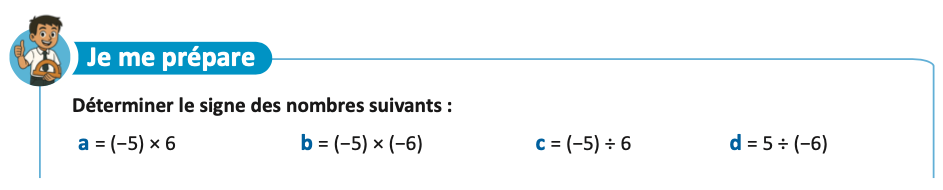 Je me prépare
Déterminer le signe des nombres suivants :
a = (−5) × 6 b = (−5) × (−6) c = (−5) ÷ 6 d = 5 ÷ (−6)